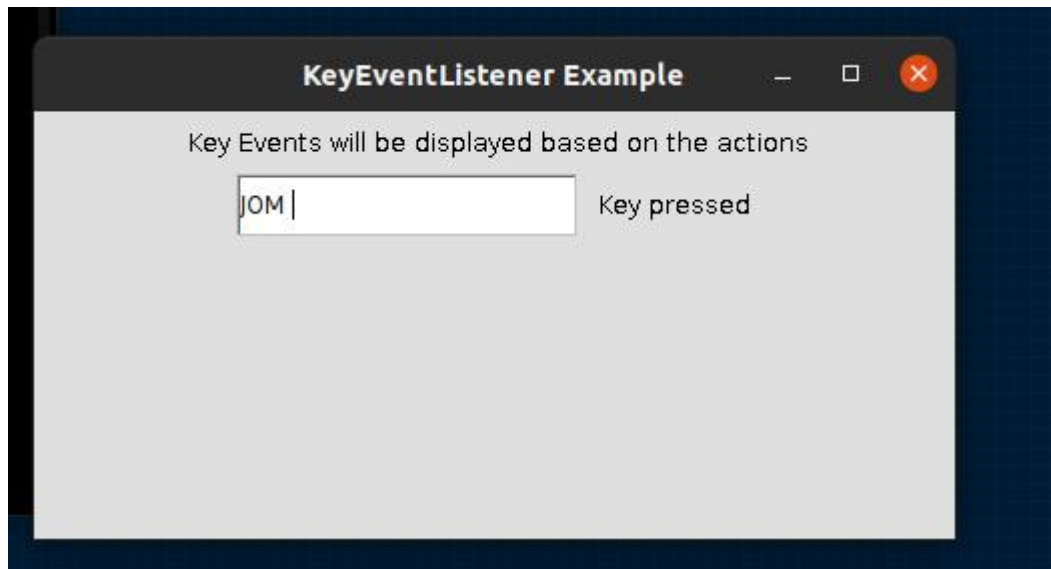 KeyEventListener Example
Key Events will be displayed based on the actions
JOM
Key pressed